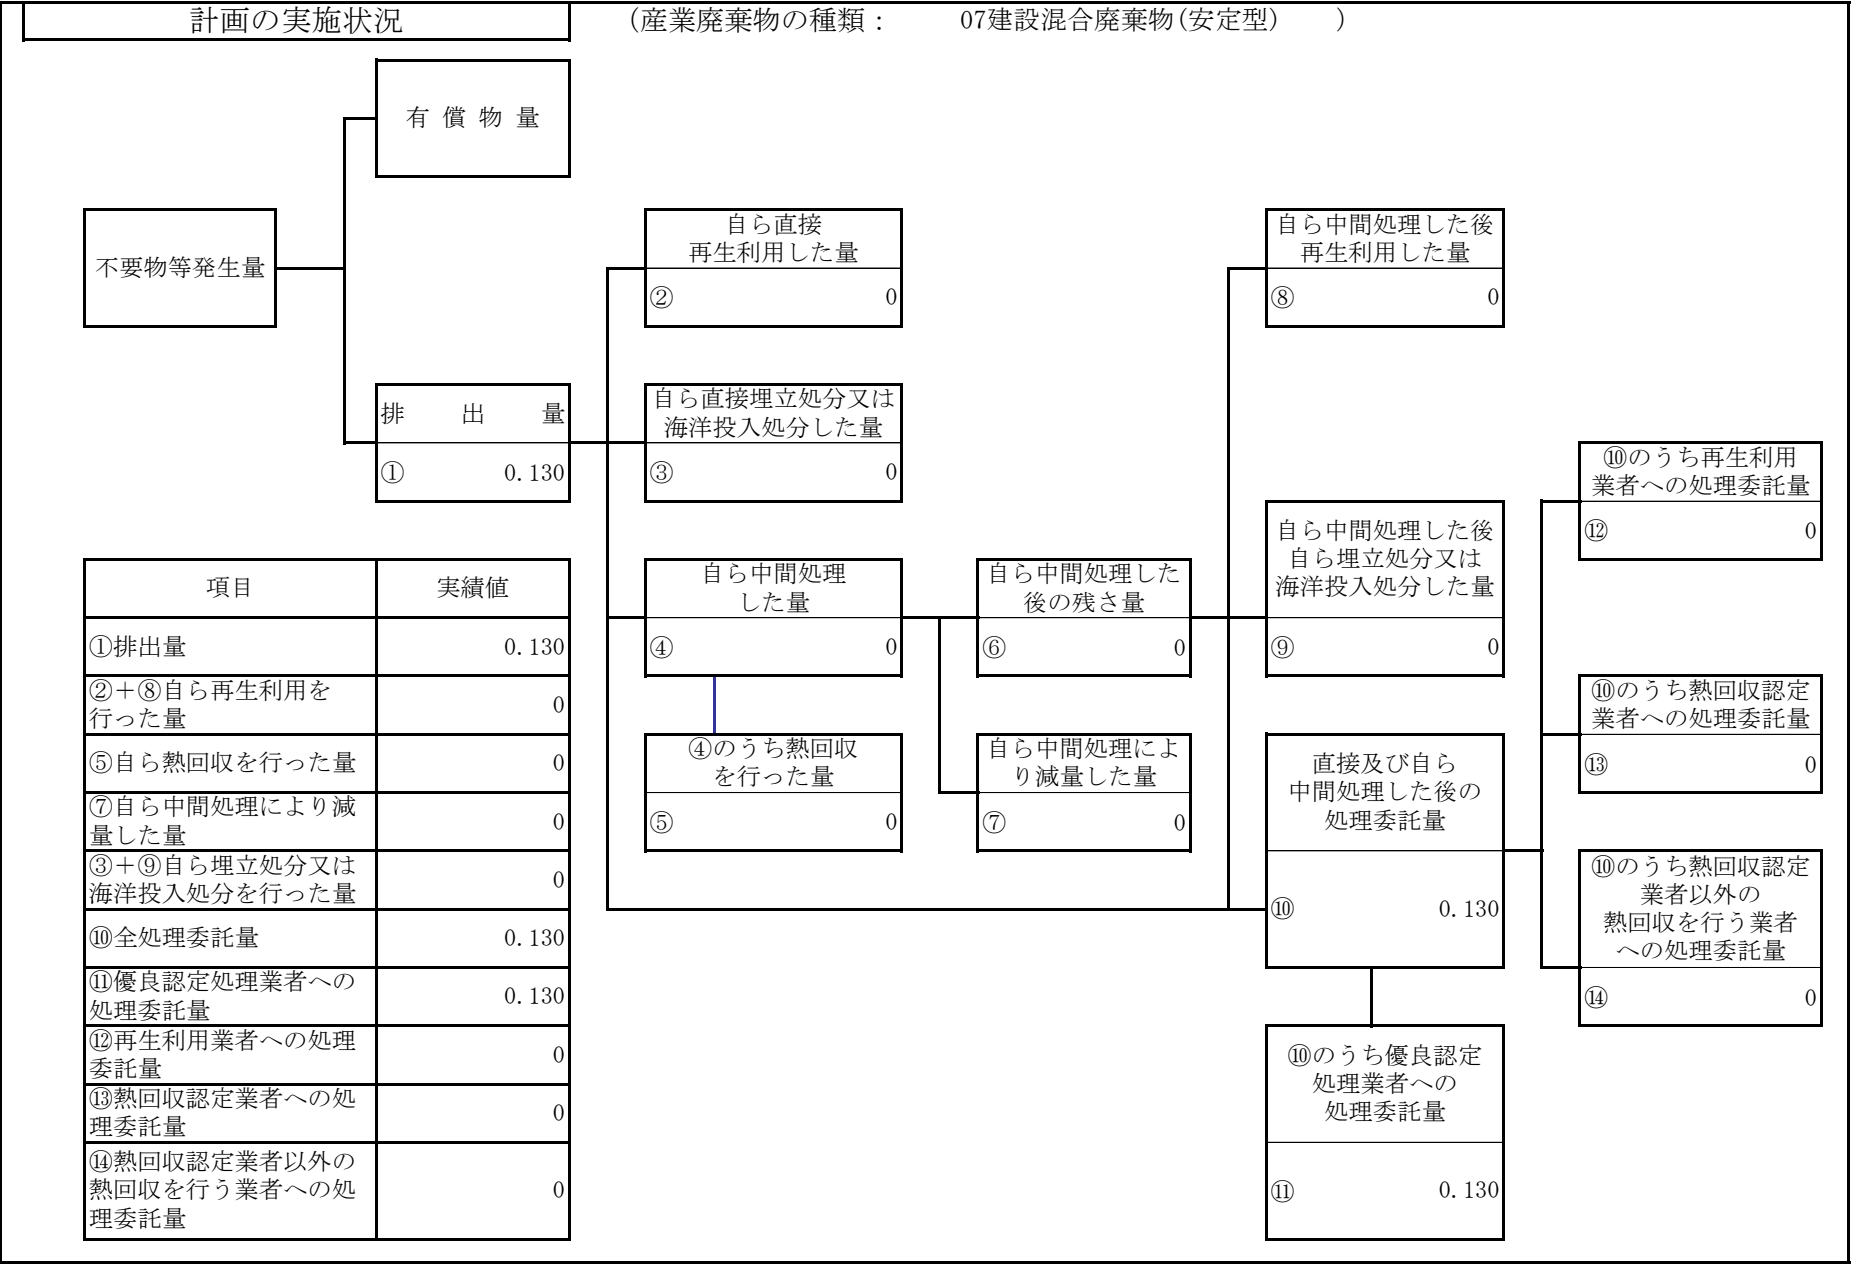 計画の実施状況
(産業廃棄物の種類： 07建設混合廃棄物(安定型) )
有 償 物 量
不要物等発生量
自ら直接
再生利用した量
② 0
自ら中間処理した後
再生利用した量
⑧ 0
排 出 量
① 0.130
自ら直接埋立処分又は
海洋投入処分した量
③ 0
⑩のうち再生利用
業者への処理委託量
⑫ 0
自ら中間処理した後
自ら埋立処分又は
海洋投入処分した量
⑨ 0
自ら中間処理
した量
④ 0
自ら中間処理した
後の残さ量
⑥ 0
⑩のうち熱回収認定
業者への処理委託量
⑬ 0
④のうち熱回収
を行った量
⑤ 0
自ら中間処理によ
り減量した量
⑦ 0
直接及び自ら
中間処理した後の
処理委託量
⑩ 0.130
⑩のうち熱回収認定
業者以外の
熱回収を行う業者
への処理委託量
⑭ 0
⑩のうち優良認定
処理業者への
処理委託量
⑪ 0.130
項目 実績値
①排出量 0.130
②＋⑧自ら再生利用を
行った量 0
⑤自ら熱回収を行った量 0
⑦自ら中間処理により減
量した量 0
③＋⑨自ら埋立処分又は
海洋投入処分を行った量 0
⑩全処理委託量 0.130
⑪優良認定処理業者への
処理委託量 0.130
⑫再生利用業者への処理
委託量 0
⑬熱回収認定業者への処
理委託量 0
⑭熱回収認定業者以外の
熱回収を行う業者への処
理委託量 0